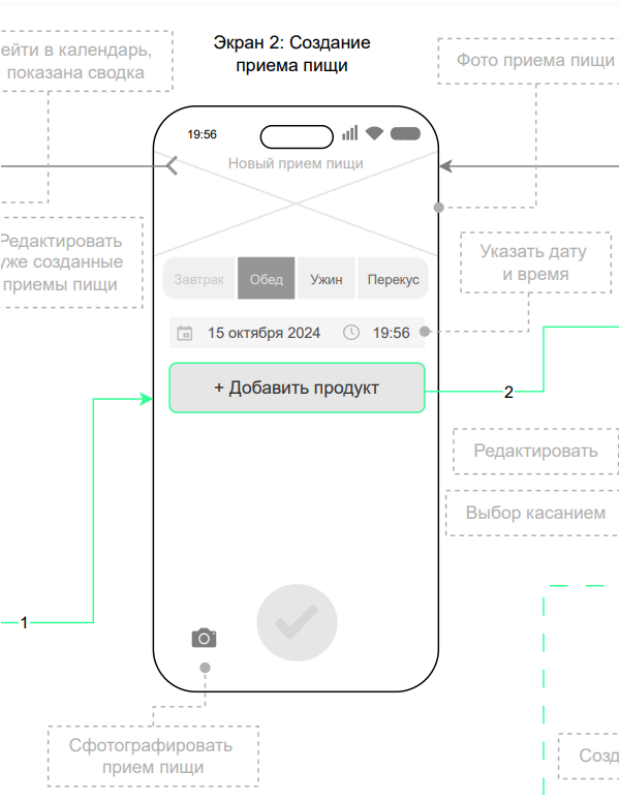 Экран 2: Создание
приема пищи
ейти в календарь,
показана сводка
Фото приема пищи
19:56
Новый прием пищи
Редактировать
уже созданные
приемы пищи
Указать дату
и время
Завтрак
Обед
Ужин
Перекус
15 октября 2024
19:56
+ Добавить продукт
2
Редактировать
Выбор касанием
1
Сфотографировать
прием пищи
Созд